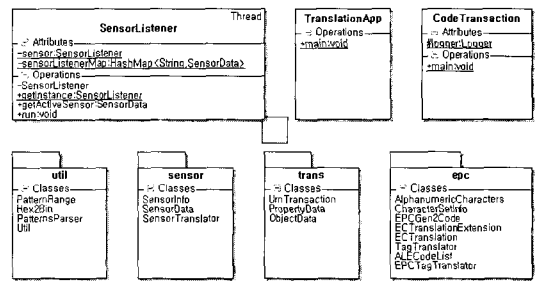 Thread
SensorListener
Attributes
-sensor:SensorListener
-sensorListenerMap:HashMap<String,SensorData>
Operations
-SensorListener
+getInstance:SensorListener
+getActiveSensor:SensorData
+run:void
TranslationApp
Operations
+main:void
CodeTransaction
Attributes
#logger:Logger
Operations
+main:void
util
Classes
PatternRange
Hex2Bin
PatternsParser
Util
sensor
Classes
SensorInfo
SensorData
SensorTranslator
trans
Classes
UrnTransaction
PropertyData
ObjectData
epc
Classes
AlphanumericCharacters
CharacterSetInfo
EPCGen2Code
ECTranslationExtension
ECTranslation
TagTranslator
ALECodeList
EPCTagTranslator